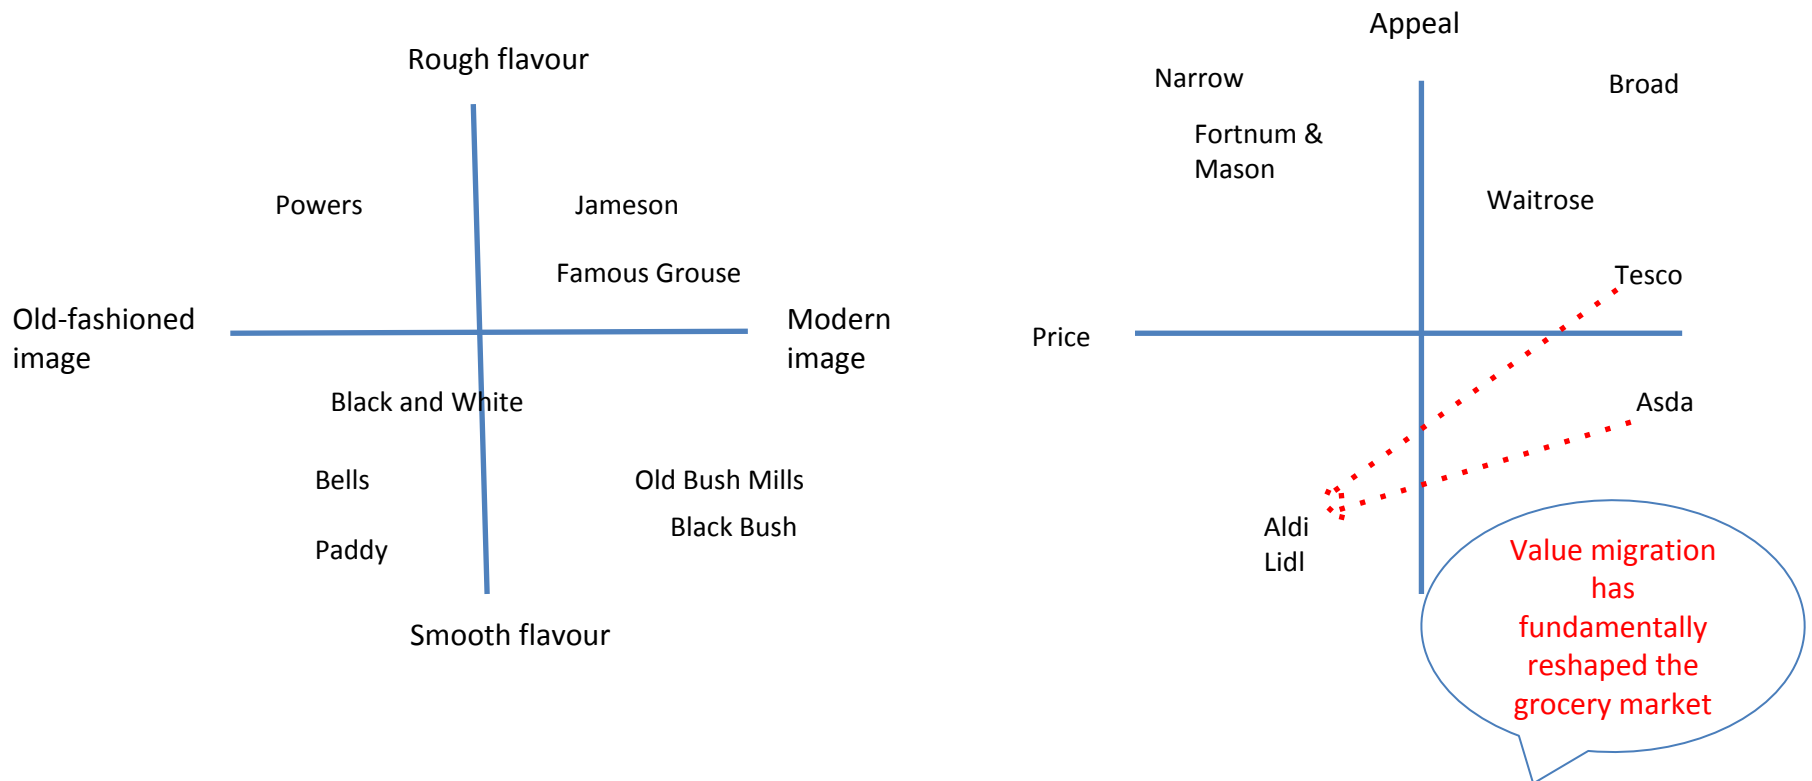 Rough flavour
Powers
Jameson
Famous Grouse
Old-fashioned
image
Modern
image
Black and White
Bells
Old Bush Mills
Black Bush
Paddy
Smooth flavour
Appeal
Narrow
Broad
Fortnum &
Mason
Waitrose
Tesco
Price
Asda
Aldi
Lidl
Value migration
has
fundamentally
reshaped the
grocery market